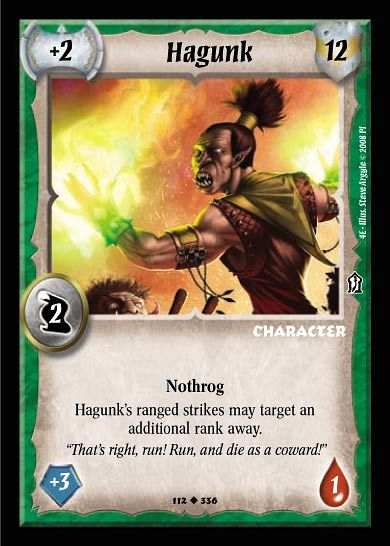 +2
Hagunk
12
4E • Illus. Steve Argyle © 2008 PI
2
CHARACTER
Nothrog
Hagunk's ranged strikes may target an
additional rank away.
"That's right, run! Run, and die as a coward!"
+3
112 ◆ 336
1